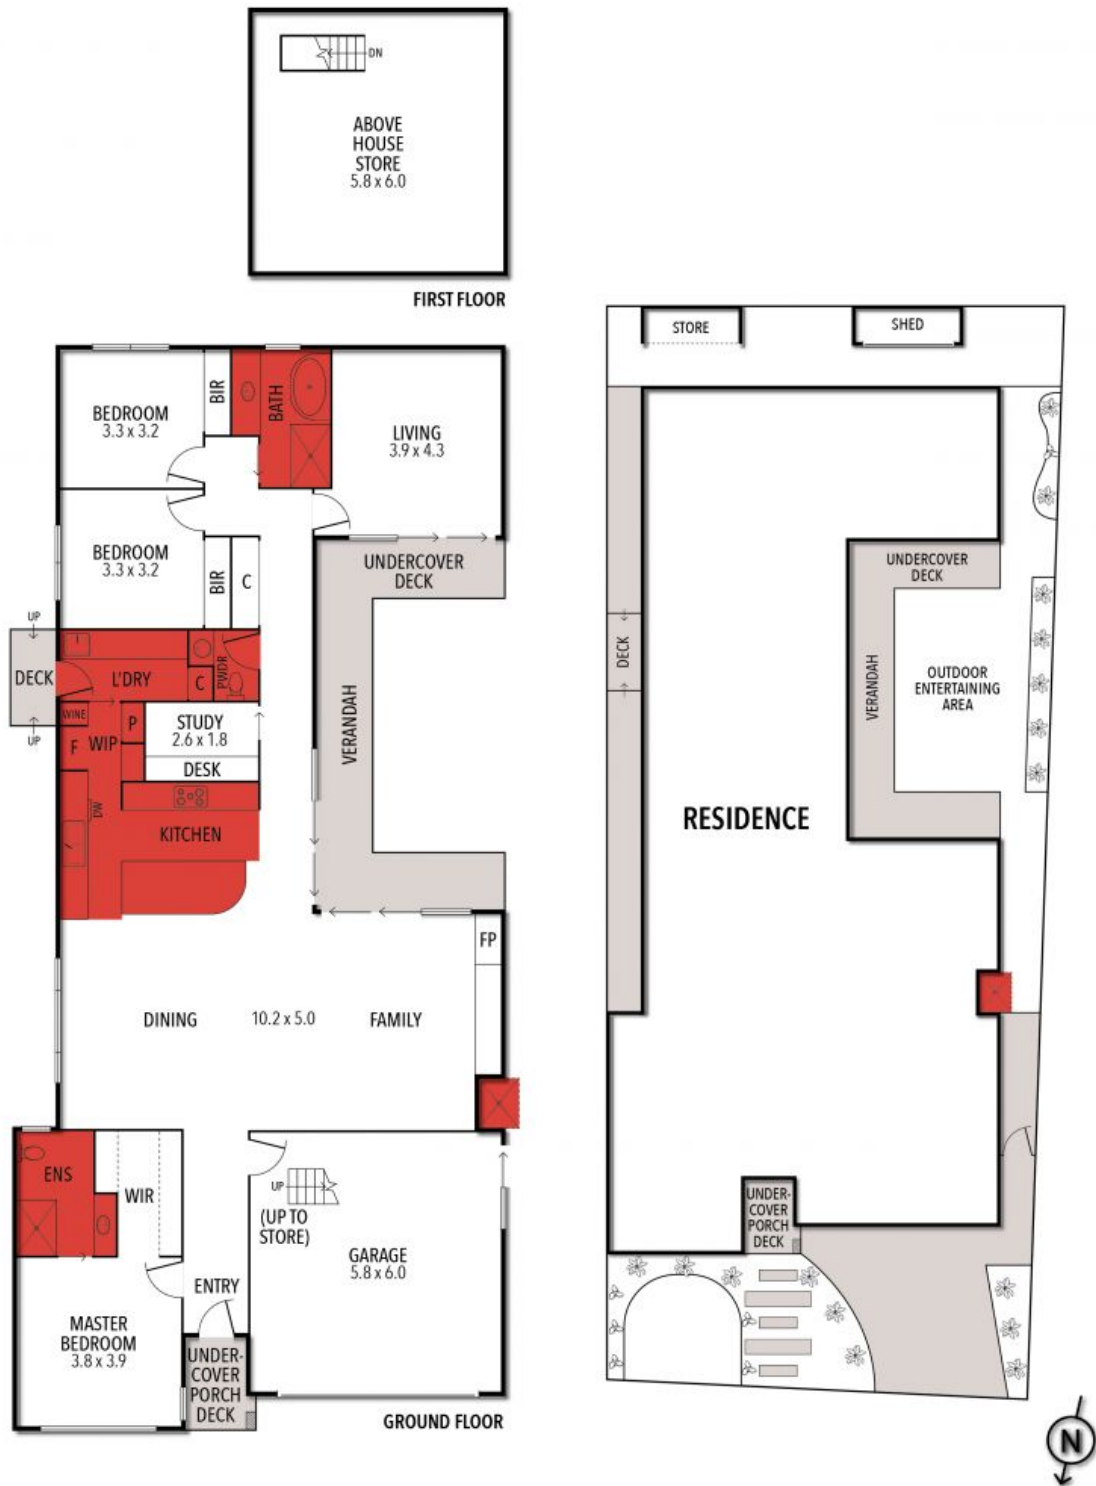 DN
ABOVE
HOUSE
STORE
5.8 x 6.0
FIRST FLOOR
BEDROOM
3.3 x 3.2
BIR
BATH
LIVING
3.9 x 4.3
BEDROOM
3.3 x 3.2
BIR
C
UNDERCOVER
DECK
UP
DECK
UP
L'DRY
C
PWDR
WINE
F
WIP
P
STUDY
2.6 x 1.8
DESK
VERANDAH
DW
KITCHEN
FP
DINING
10.2 x 5.0
FAMILY
ENS
WIR
UP
(UP TO
STORE)
GARAGE
5.8 x 6.0
ENTRY
MASTER
BEDROOM
3.8 x 3.9
UNDER-
COVER
PORCH
DECK
GROUND FLOOR
STORE
SHED
UNDERCOVER
DECK
DECK
VERANDAH
OUTDOOR
ENTERTAINING
AREA
RESIDENCE
UNDER-
COVER
PORCH
DECK
N